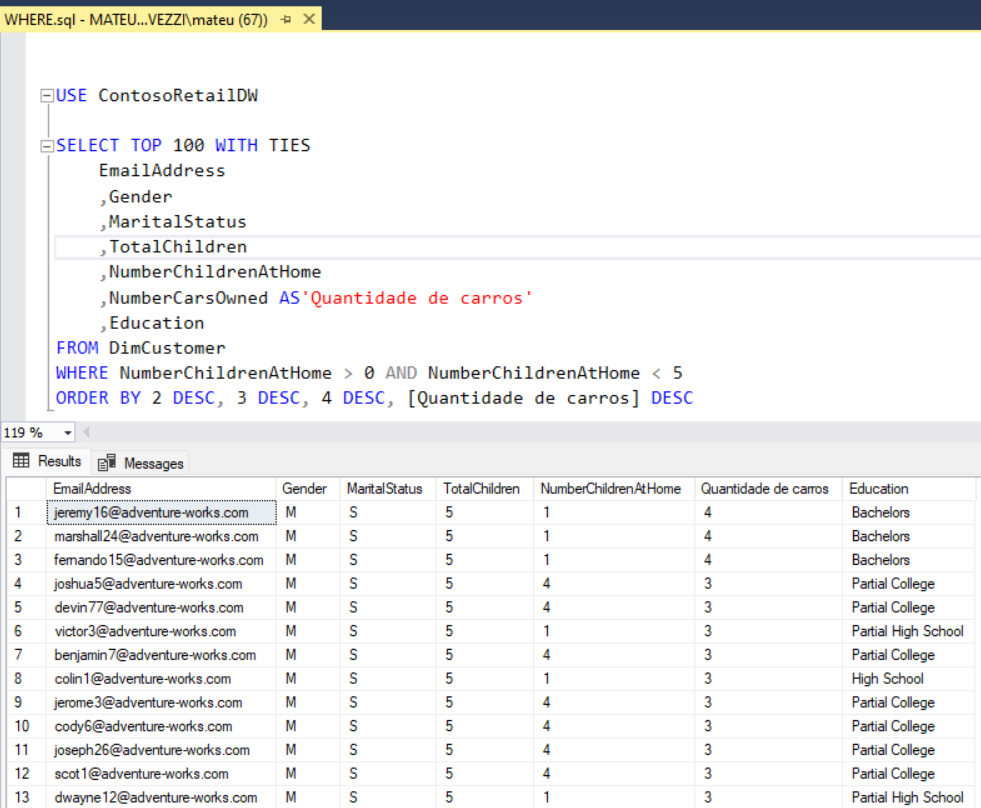 WHERE.sql - MATEU...VEZZI\mateu (67))
USE ContosoRetailDW
SELECT TOP 100 WITH TIES
EmailAddress
,Gender
,MaritalStatus
,TotalChildren
,NumberChildrenAtHome
,NumberCarsOwned AS'Quantidade de carros'
,Education
FROM DimCustomer
WHERE NumberChildrenAtHome > 0 AND NumberChildrenAtHome < 5
ORDER BY 2 DESC, 3 DESC, 4 DESC, [Quantidade de carros] DESC
119 %
Results Messages
EmailAddress Gender MaritalStatus TotalChildren NumberChildrenAtHome Quantidade de carros Education
1 jeremy16@adventure-works.com M S 5 1 4 Bachelors
2 marshall24@adventure-works.com M S 5 1 4 Bachelors
3 fernando15@adventure-works.com M S 5 1 4 Bachelors
4 joshua5@adventure-works.com M S 5 4 3 Partial College
5 devin77@adventure-works.com M S 5 4 3 Partial College
6 victor3@adventure-works.com M S 5 1 3 Partial High School
7 benjamin7@adventure-works.com M S 5 4 3 Partial College
8 colin1@adventure-works.com M S 5 1 3 High School
9 jerome3@adventure-works.com M S 5 4 3 Partial College
10 cody6@adventure-works.com M S 5 4 3 Partial College
11 joseph26@adventure-works.com M S 5 4 3 Partial College
12 scot1@adventure-works.com M S 5 4 3 Partial College
13 dwayne12@adventure-works.com M S 5 1 3 Partial High School